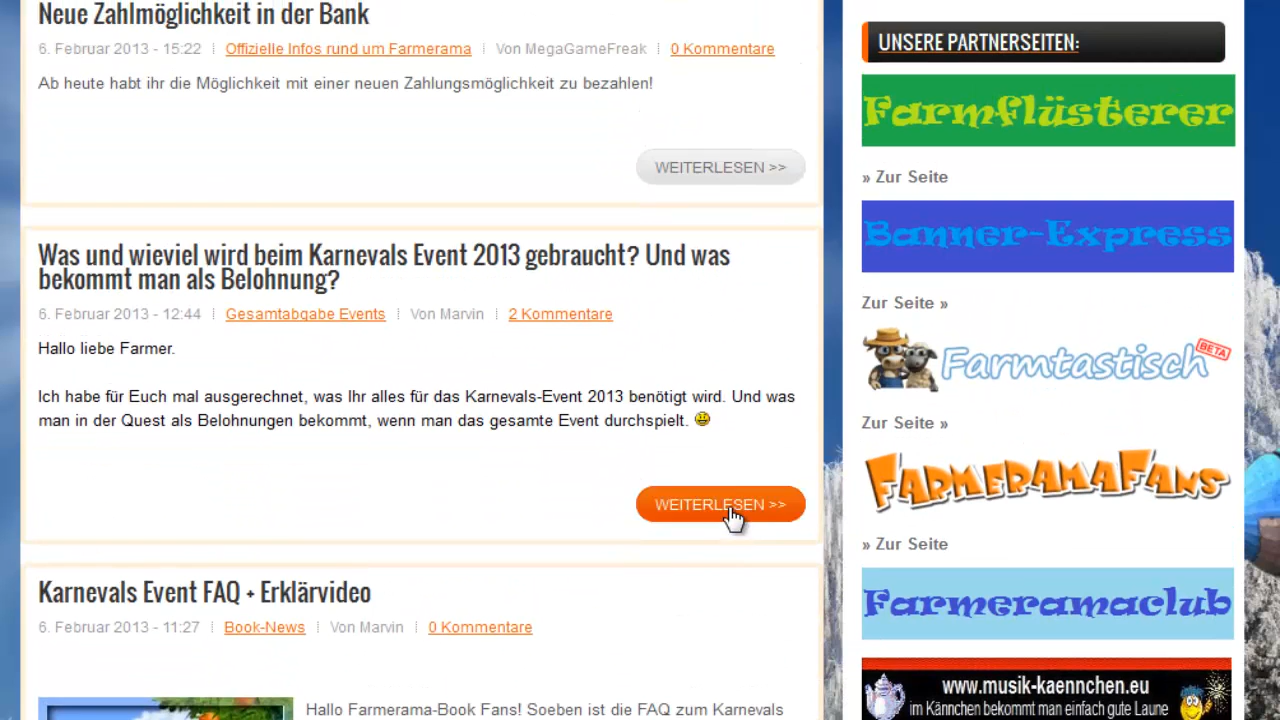 Neue Zahlmöglichkeit in der Bank
6. Februar 2013 - 15:22 Offizielle Infos rund um Farmerama Von MegaGameFreak 0 Kommentare
Ab heute habt ihr die Möglichkeit mit einer neuen Zahlungsmöglichkeit zu bezahlen!
WEITERLESEN >>
Was und wieviel wird beim Karnevals Event 2013 gebraucht? Und was
bekommt man als Belohnung?
6. Februar 2013 - 12:44 Gesamtabgabe Events Von Marvin 2 Kommentare
Hallo liebe Farmer.
Ich habe für Euch mal ausgerechnet, was Ihr alles für das Karnevals-Event 2013 benötigt wird. Und was
man in der Quest als Belohnungen bekommt, wenn man das gesamte Event durchspielt.
WEITERLESEN >>
Karnevals Event FAQ + Erklärvideo
6. Februar 2013 - 11:27 Book-News Von Marvin 0 Kommentare
Hallo Farmerama-Book Fans! Soeben ist die FAQ zum Karnevals
UNSERE PARTNERSEITEN:
Farmflüsterer
» Zur Seite
Banner-Express
Zur Seite »
Farmtastisch BETA
Zur Seite »
FARMERAMAFANS
» Zur Seite
Farmeramaclub
www.musik-kaennchen.eu
im Kännchen bekommt man einfach gute Laune